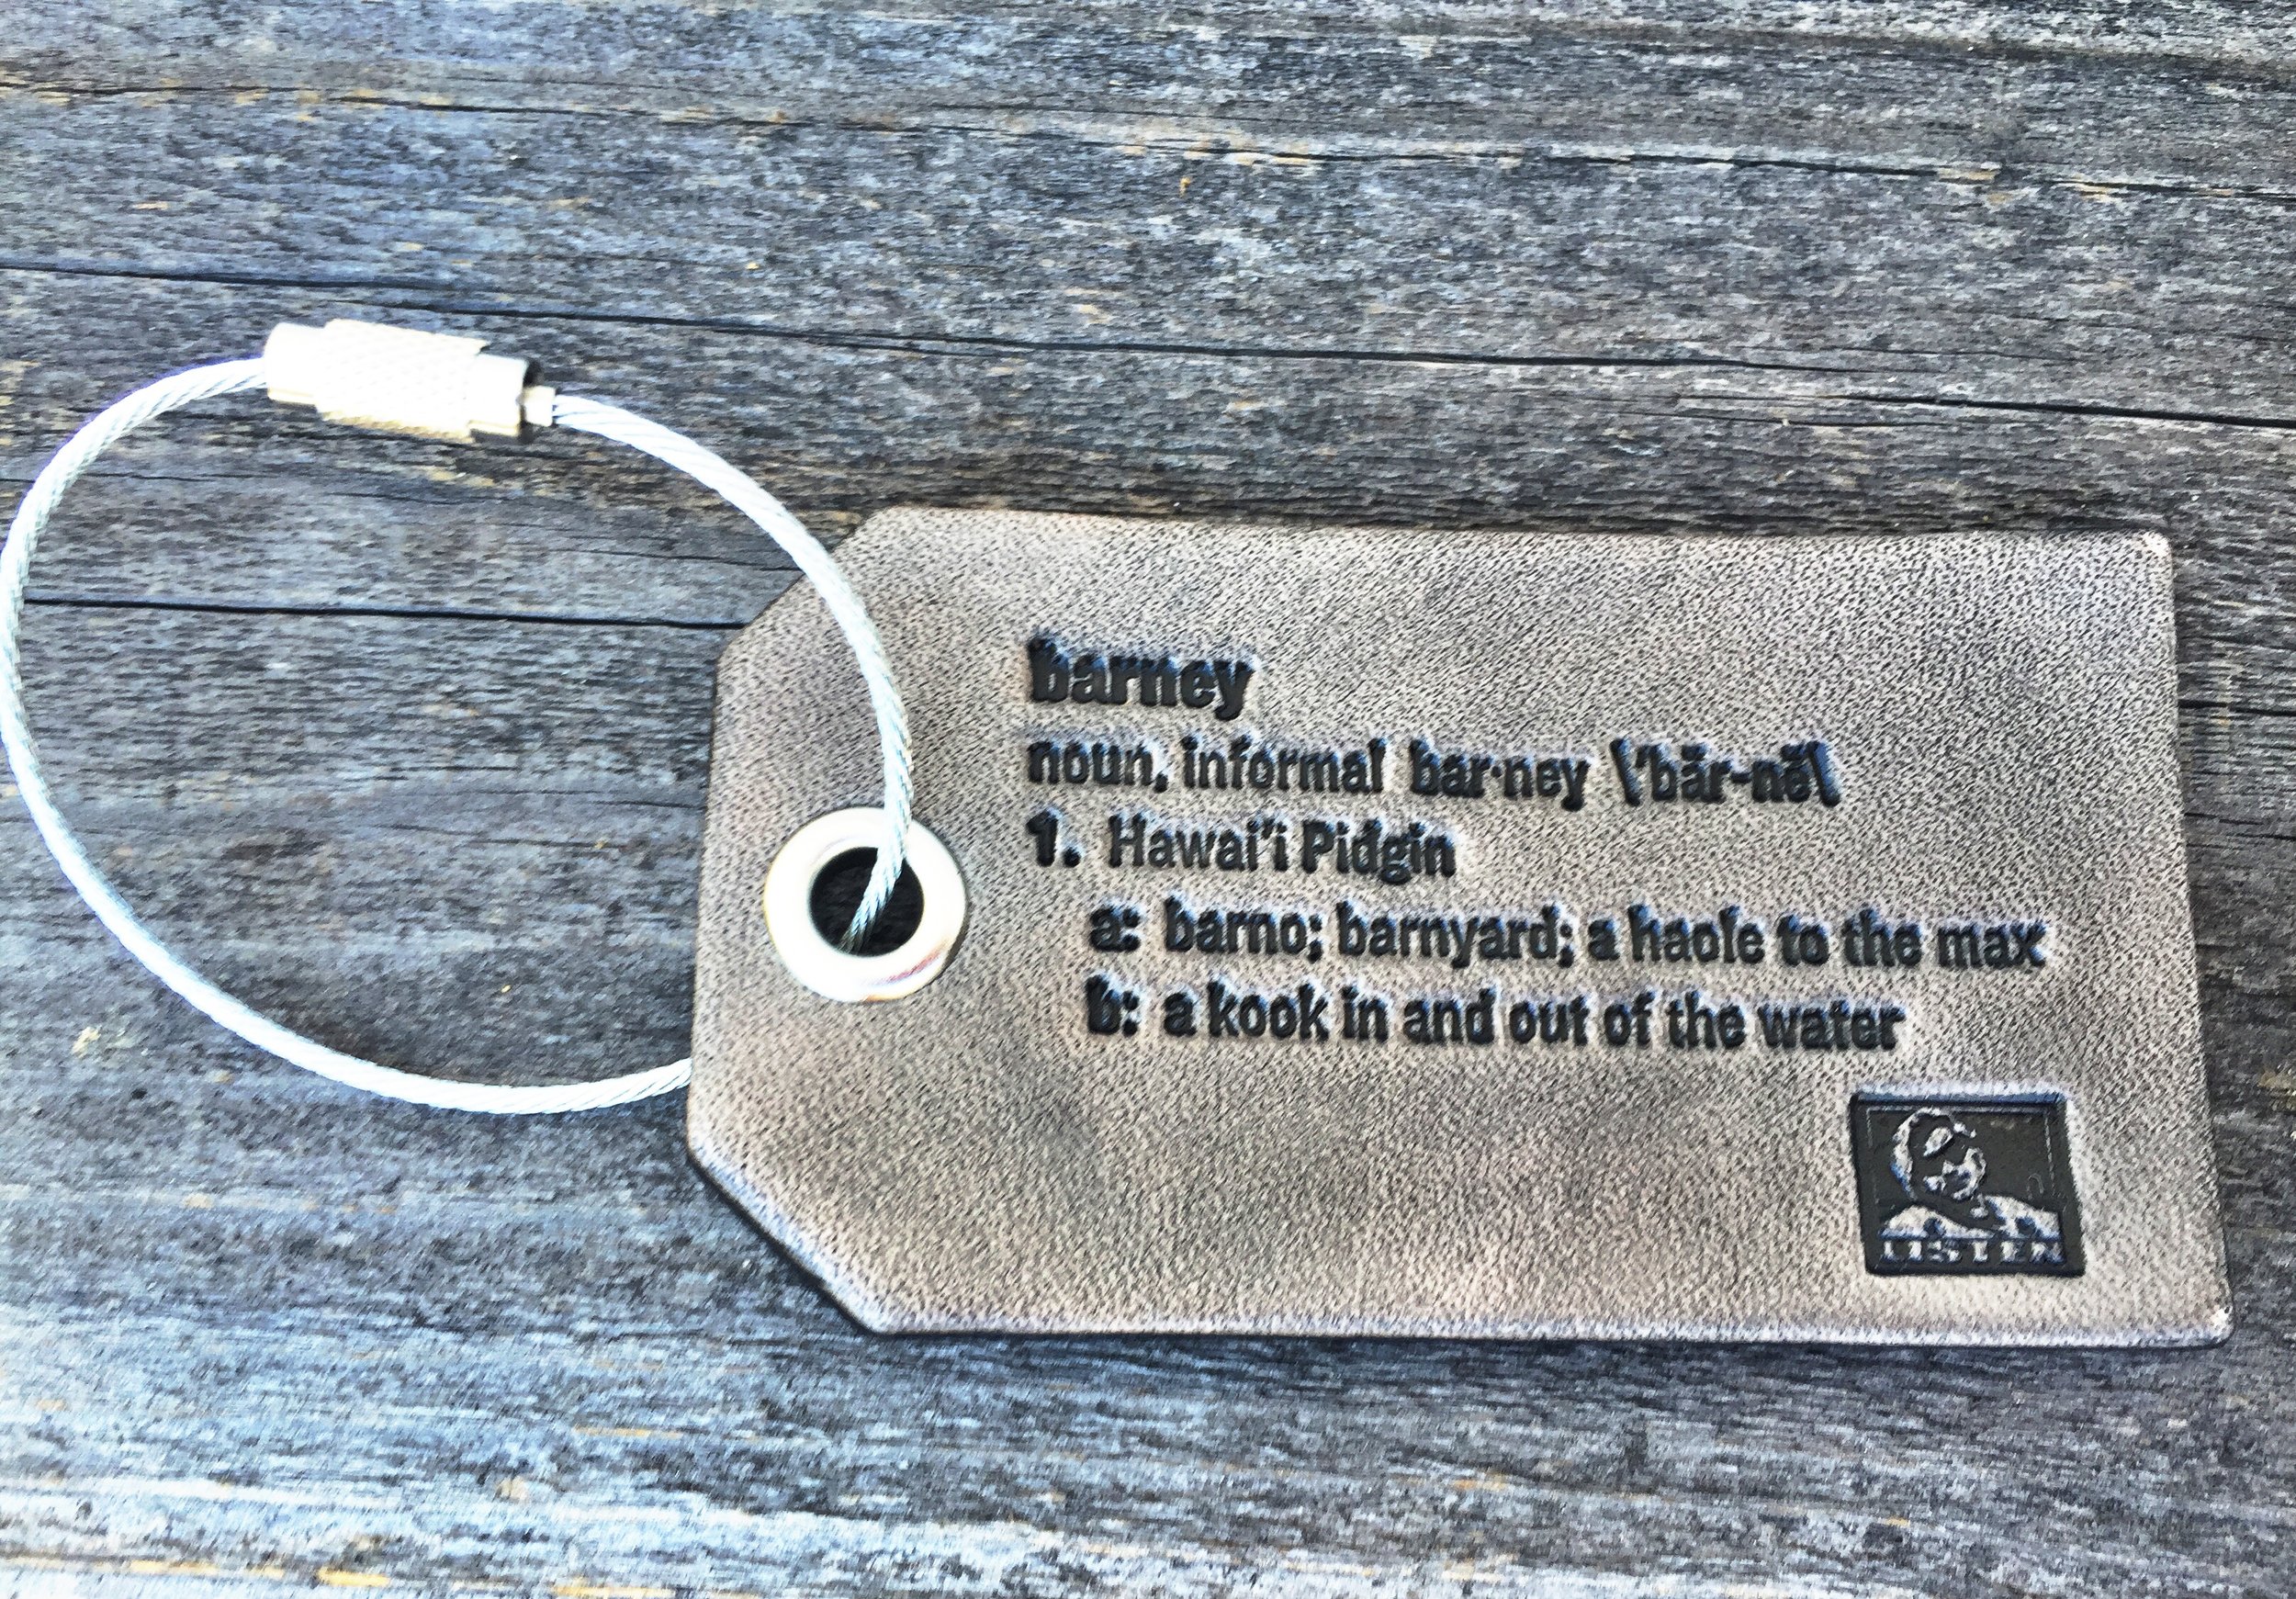 barney
noun, informal bar·ney \'bär-nē\
1. Hawai'i Pidgin
a: barno; barnyard; a haole to the max
b: a kook in and out of the water
LISTEN